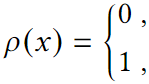 ρ(x) = { 0 ,
1 ,